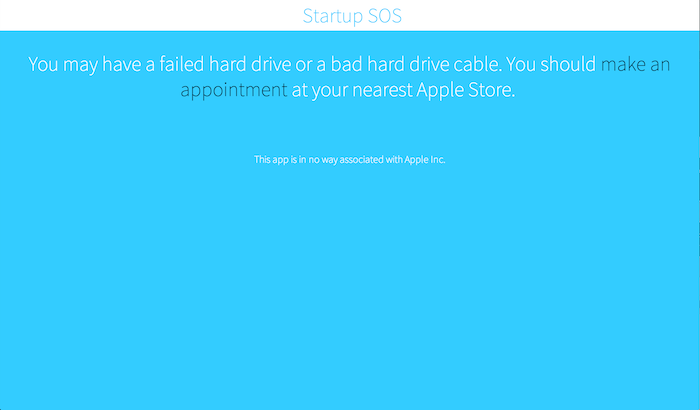 Startup SOS
You may have a failed hard drive or a bad hard drive cable. You should make an
appointment at your nearest Apple Store.
This app is in no way associated with Apple Inc.